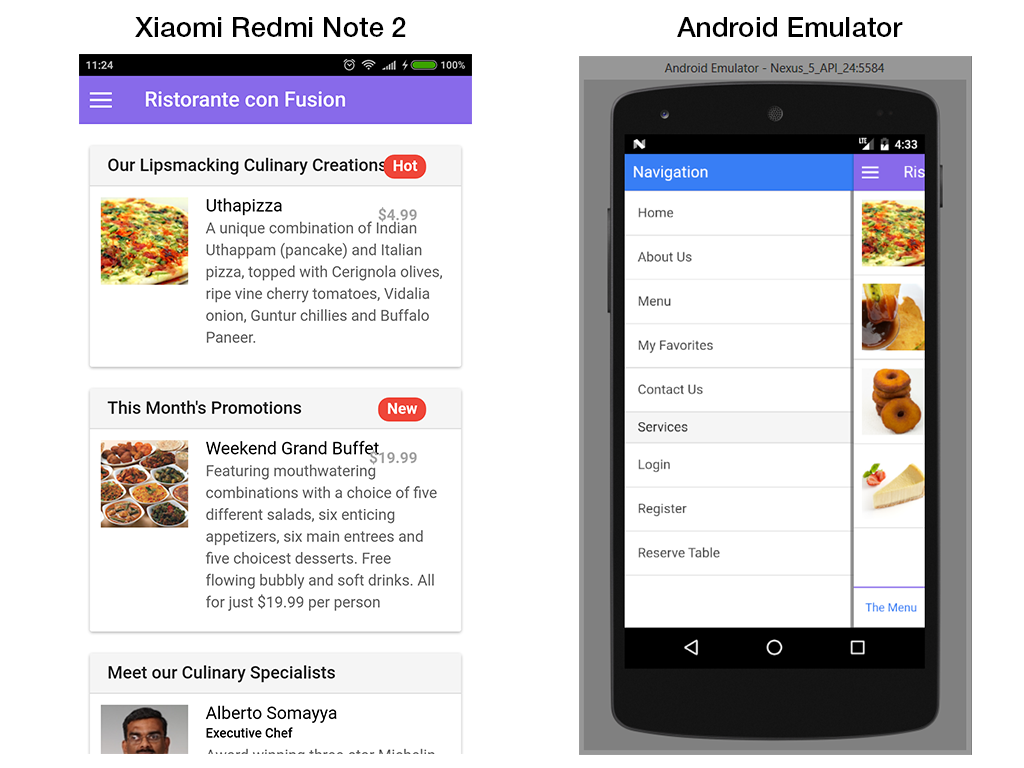 Xiaomi Redmi Note 2
11:24
100%
Ristorante con Fusion
Our Lipsmacking Culinary Creations
Hot
Uthapizza
$4.99
A unique combination of Indian
Uthappam (pancake) and Italian
pizza, topped with Cerignola olives,
ripe vine cherry tomatoes, Vidalia
onion, Guntur chillies and Buffalo
Paneer.
This Month's Promotions
New
Weekend Grand Buffet
$19.99
Featuring mouthwatering
combinations with a choice of five
different salads, six enticing
appetizers, six main entrees and
five choicest desserts. Free
flowing bubbly and soft drinks. All
for just $19.99 per person
Meet our Culinary Specialists
Alberto Somayya
Executive Chef
Award winning three star Michelin
Android Emulator
Android Emulator - Nexus_5_API_24:5584
LTE
4:33
Navigation
Ris
Home
About Us
Menu
My Favorites
Contact Us
Services
Login
Register
Reserve Table
The Menu